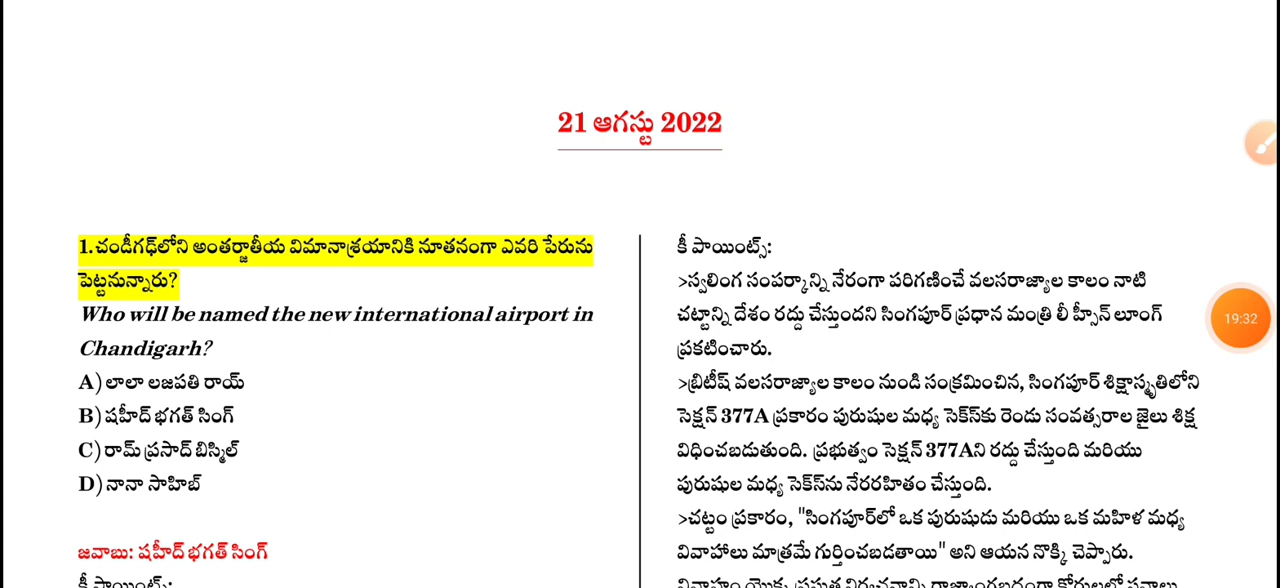 21 ఆగస్టు 2022
1.చండీగఢ్‌లోని అంతర్జాతీయ విమానాశ్రయానికి నూతనంగా ఎవరి పేరును
పెట్టనున్నారు?
Who will be named the new international airport in
Chandigarh?
A)లాలా లజపతి రాయ్
B)షహీద్ భగత్ సింగ్
C)రామ్ ప్రసాద్ బిస్మిల్
D)నానా సాహిబ్
జవాబు: షహీద్ భగత్ సింగ్
కీ పాయింట్స్:
కీ పాయింట్స్:
>స్వలింగ సంపర్కాన్ని నేరంగా పరిగణించే వలసరాజ్యాల కాలం నాటి
చట్టాన్ని దేశం రద్దు చేస్తుందని సింగపూర్ ప్రధాన మంత్రి లీ హ్సీన్ లూంగ్
ప్రకటించారు.
>బ్రిటీష్ వలసరాజ్యాల కాలం నుండి సంక్రమించిన, సింగపూర్ శిక్షాస్మృతిలోని
సెక్షన్ 377A ప్రకారం పురుషుల మధ్య సెక్స్‌కు రెండు సంవత్సరాల జైలు శిక్ష
విధించబడుతుంది. ప్రభుత్వం సెక్షన్ 377Aని రద్దు చేస్తుంది మరియు
పురుషుల మధ్య సెక్స్‌ను నేరరహితం చేస్తుంది.
>చట్టం ప్రకారం, "సింగపూర్‌లో ఒక పురుషుడు మరియు ఒక మహిళ మధ్య
వివాహాలు మాత్రమే గుర్తించబడతాయి" అని ఆయన నొక్కి చెప్పారు.
19:32